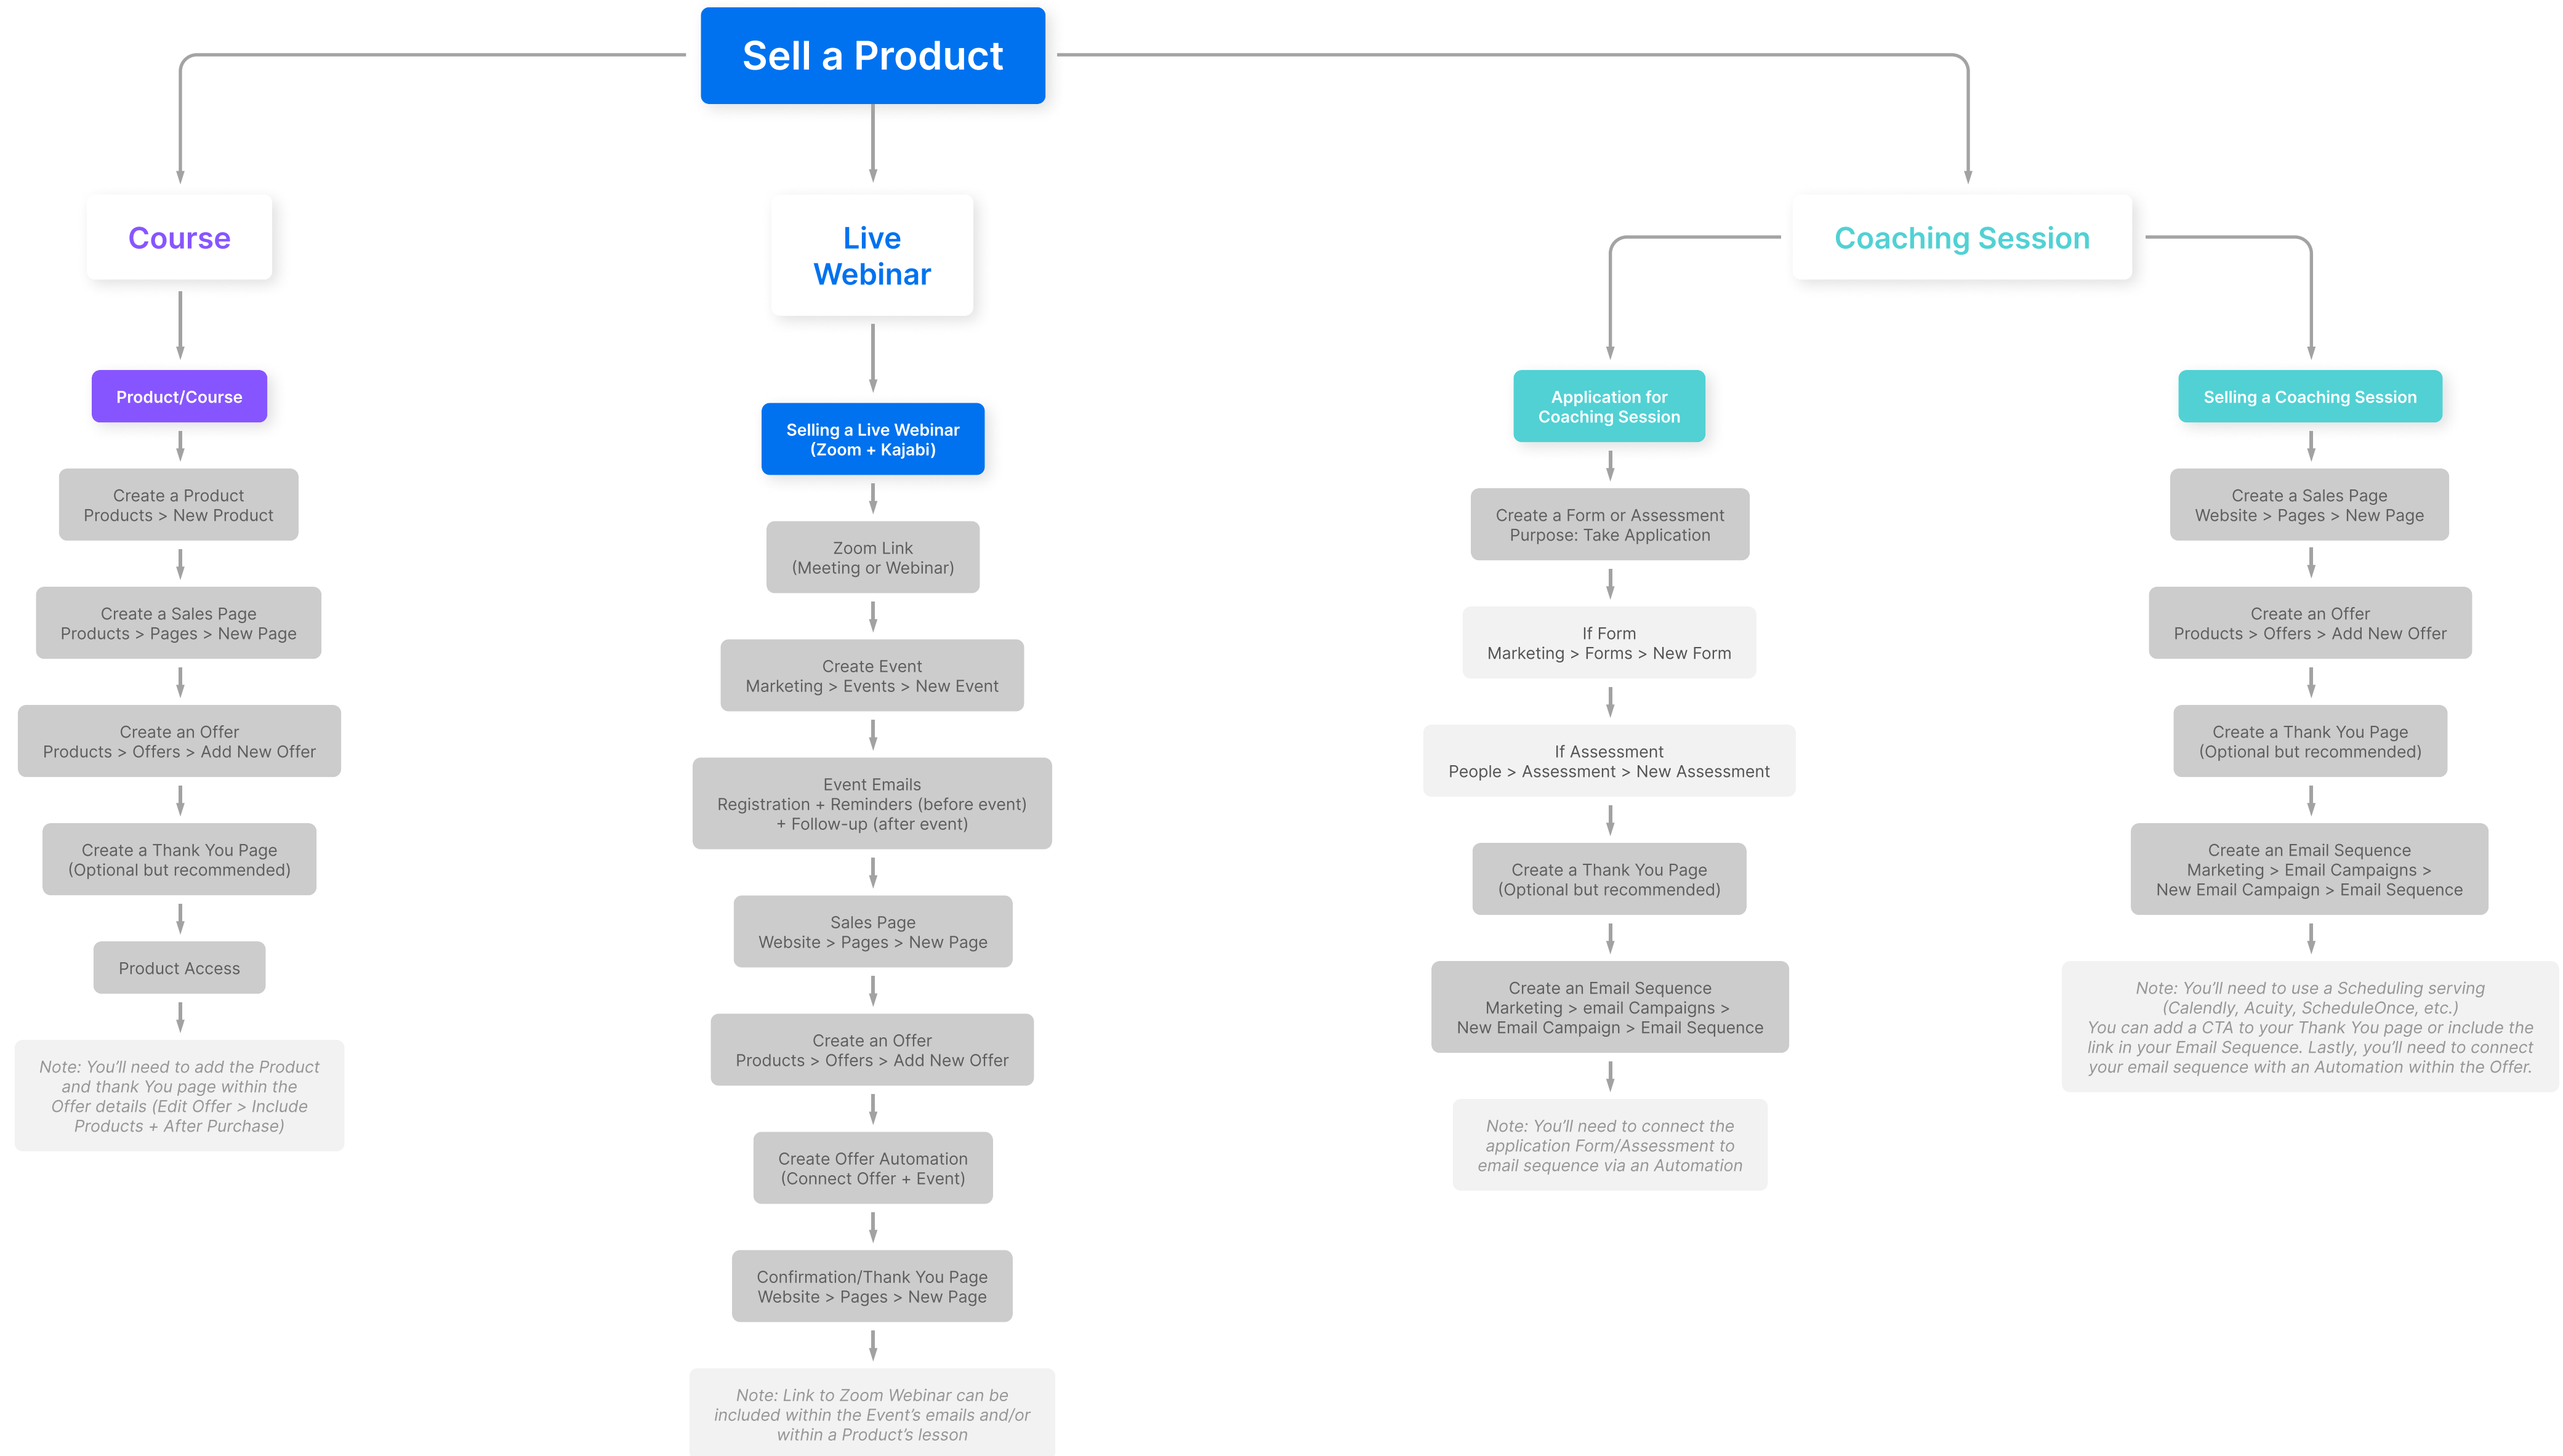 Sell a Product
Course
Product/Course
Create a Product
Products > New Product
Create a Sales Page
Products > Pages > New Page
Create an Offer
Products > Offers > Add New Offer
Create a Thank You Page
(Optional but recommended)
Product Access
Note: You’ll need to add the Product
and thank You page within the
Offer details (Edit Offer > Include
Products + After Purchase)
Live
Webinar
Selling a Live Webinar
(Zoom + Kajabi)
Zoom Link
(Meeting or Webinar)
Create Event
Marketing > Events > New Event
Event Emails
Registration + Reminders (before event)
+ Follow-up (after event)
Sales Page
Website > Pages > New Page
Create an Offer
Products > Offers > Add New Offer
Create Offer Automation
(Connect Offer + Event)
Confirmation/Thank You Page
Website > Pages > New Page
Note: Link to Zoom Webinar can be
included within the Event’s emails and/or
within a Product’s lesson
Coaching Session
Application for
Coaching Session
Create a Form or Assessment
Purpose: Take Application
If Form
Marketing > Forms > New Form
If Assessment
People > Assessment > New Assessment
Create a Thank You Page
(Optional but recommended)
Create an Email Sequence
Marketing > email Campaigns >
New Email Campaign > Email Sequence
Note: You’ll need to connect the
application Form/Assessment to
email sequence via an Automation
Selling a Coaching Session
Create a Sales Page
Website > Pages > New Page
Create an Offer
Products > Offers > Add New Offer
Create a Thank You Page
(Optional but recommended)
Create an Email Sequence
Marketing > Email Campaigns >
New Email Campaign > Email Sequence
Note: You’ll need to use a Scheduling serving
(Calendly, Acuity, ScheduleOnce, etc.)
You can add a CTA to your Thank You page or include the
link in your Email Sequence. Lastly, you’ll need to connect
your email sequence with an Automation within the Offer.